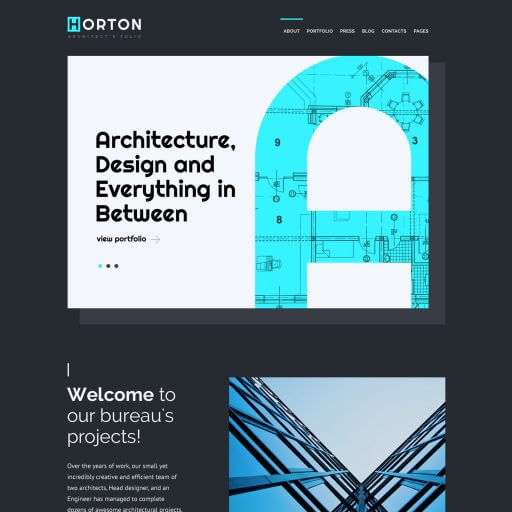 HORTON
ARCHITECT'S FOLIO
ABOUT PORTFOLIO PRESS BLOG CONTACTS PAGES
Architecture,
Design and
Everything in
Between
view portfolio
9
3
8
Welcome to
our bureau's
projects!
Over the years of work, our small yet
incredibly creative and efficient team of
two architects, Head designer, and an
Engineer has managed to complete
dozens of awesome architectural projects.